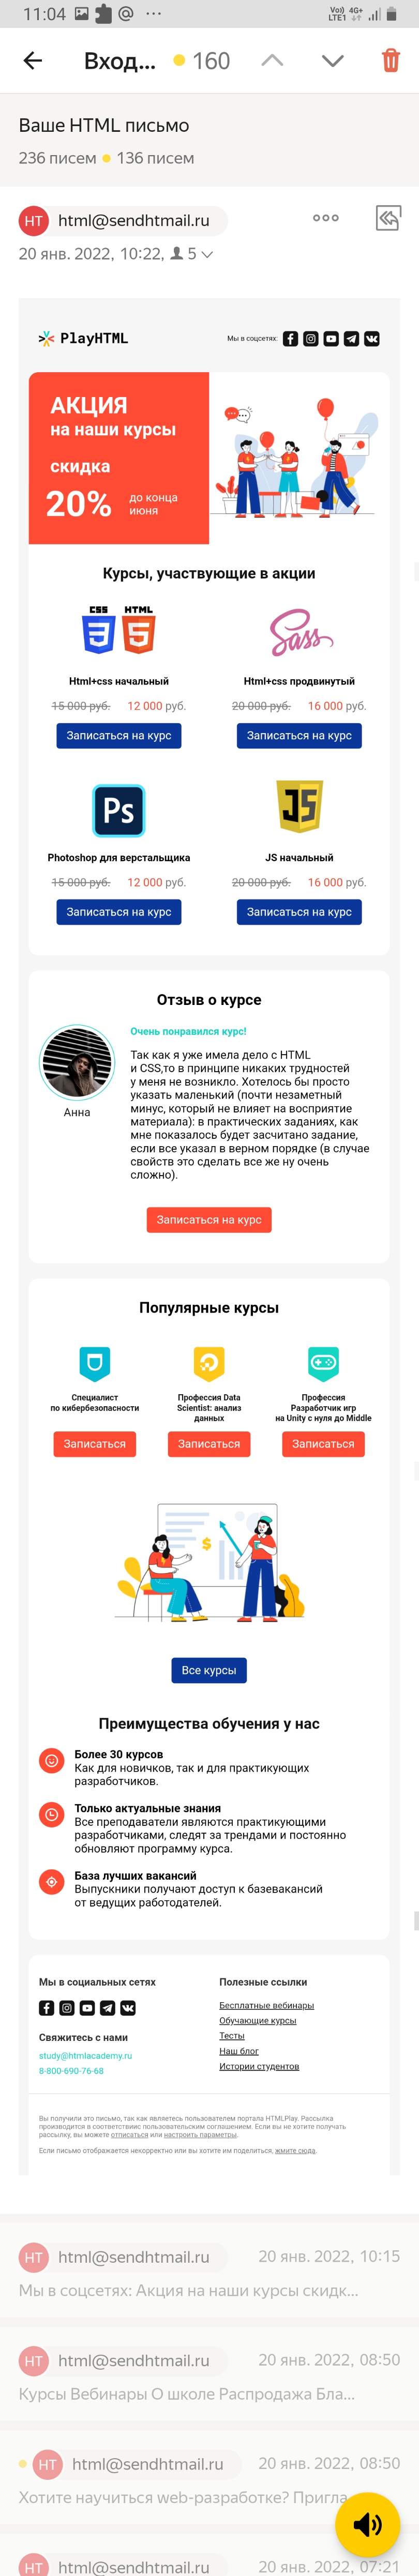 11:04
Vo)) 4G+
LTE1
Вход... 160
Ваше HTML письмо
236 писем 136 писем
НТ html@sendhtmail.ru
20 янв. 2022, 10:22, 5
PlayHTML
Мы в соцсетях:
АКЦИЯ
на наши курсы
скидка
20% до конца
июня
Курсы, участвующие в акции
CSS HTML
3 5
Sass
Html+css начальный
Html+css продвинутый
15 000 руб. 12 000 руб.
20 000 руб. 16 000 руб.
Записаться на курс
Записаться на курс
Ps
JS
Photoshop для верстальщика
JS начальный
15 000 руб. 12 000 руб.
20 000 руб. 16 000 руб.
Записаться на курс
Записаться на курс
Отзыв о курсе
Очень понравился курс!
Так как я уже имела дело с HTML
и CSS,то в принципе никаких трудностей
у меня не возникло. Хотелось бы просто
указать маленький (почти незаметный
минус, который не влияет на восприятие
материала): в практических заданиях, как
мне показалось будет засчитано задание,
если все указал в верном порядке (в случае
свойств это сделать все же ну очень
сложно).
Анна
Записаться на курс
Популярные курсы
Специалист
по кибербезопасности
Профессия Data
Scientist: анализ
данных
Профессия
Разработчик игр
на Unity с нуля до Middle
Записаться
Записаться
Записаться
$
Все курсы
Преимущества обучения у нас
Более 30 курсов
Как для новичков, так и для практикующих
разработчиков.
Только актуальные знания
Все преподаватели являются практикующими
разработчиками, следят за трендами и постоянно
обновляют программу курса.
База лучших вакансий
Выпускники получают доступ к базевакансий
от ведущих работодателей.
Мы в социальных сетях
Свяжитесь с нами
study@htmlacademy.ru
8-800-690-76-68
Полезные ссылки
Бесплатные вебинары
Обучающие курсы
Тесты
Наш блог
Истории студентов
Вы получили это письмо, так как являетесь пользователем портала HTMLPlay. Рассылка
производится в соответствиис пользовательским соглашением. Если вы не хотите получать
рассылку, вы можете отписаться или настроить параметры.
Если письмо отображается некорректно или вы хотите им поделиться, жмите сюда.
НТ html@sendhtmail.ru 20 янв. 2022, 10:15
Мы в соцсетях: Акция на наши курсы скидк...
НТ html@sendhtmail.ru 20 янв. 2022, 08:50
Курсы Вебинары О школе Распродажа Бла...
НТ html@sendhtmail.ru 20 янв. 2022, 08:50
Хотите научиться web-разработке? Пригла
НТ html@sendhtmail.ru 20 янв. 2022, 07:21